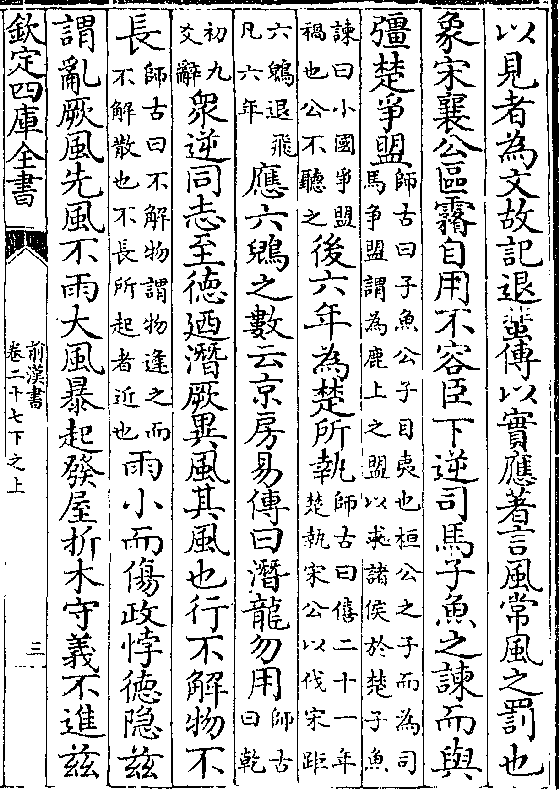 以見者為文故記退蜚傳以實應著言風常風之罰也
象宋襄公區霿自用不容臣下逆司馬子魚之諫而與
彊楚爭盟師古曰子魚公子目夷也桓公之子而為司馬爭盟謂為鹿上之盟以求諸侯於楚子魚
諫曰小國爭盟禍也公不聽之後六年為楚所執師古曰僖二十一年楚執宋公以伐宋距
六鶂退飛凡六年應六鶂之數云京房易傳曰潛龍勿用師古曰乾
初九爻辭衆逆同志至徳廼潛厥異風其風也行不解物不
長師古曰不解物謂物逢之而不解散也不長所起者近也雨小而傷政悖徳隠兹
謂亂厥風先風不雨大風暴起發屋折木守義不進兹
欽定四庫全書
前漢書
卷二十七下之上
三